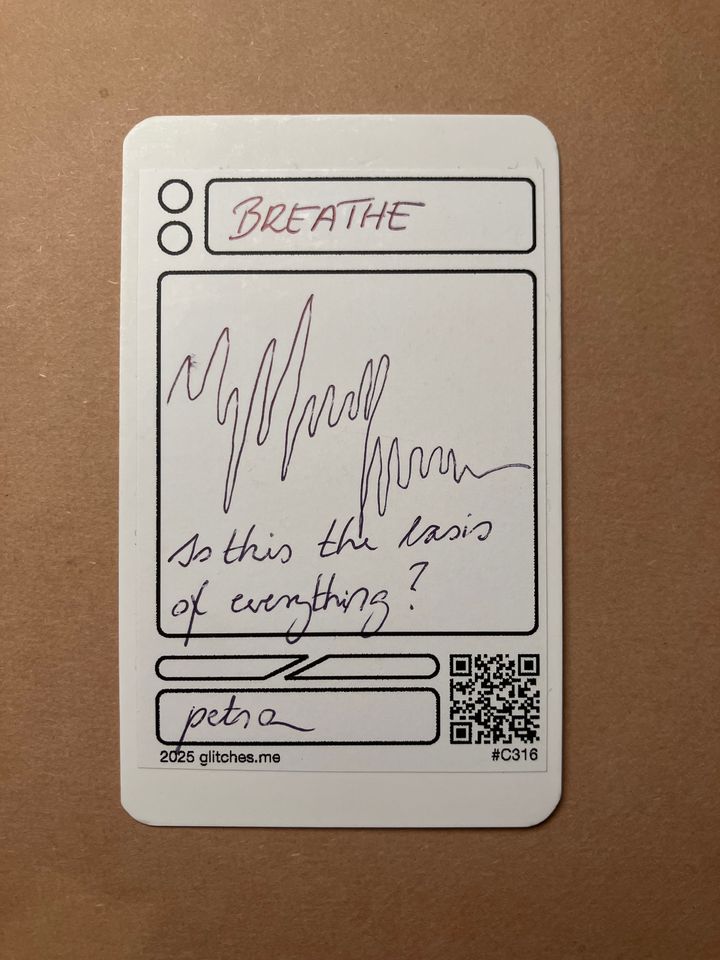 BREATHE
Is this the basis
of everything?
petra
2025 glitches.me
#C316